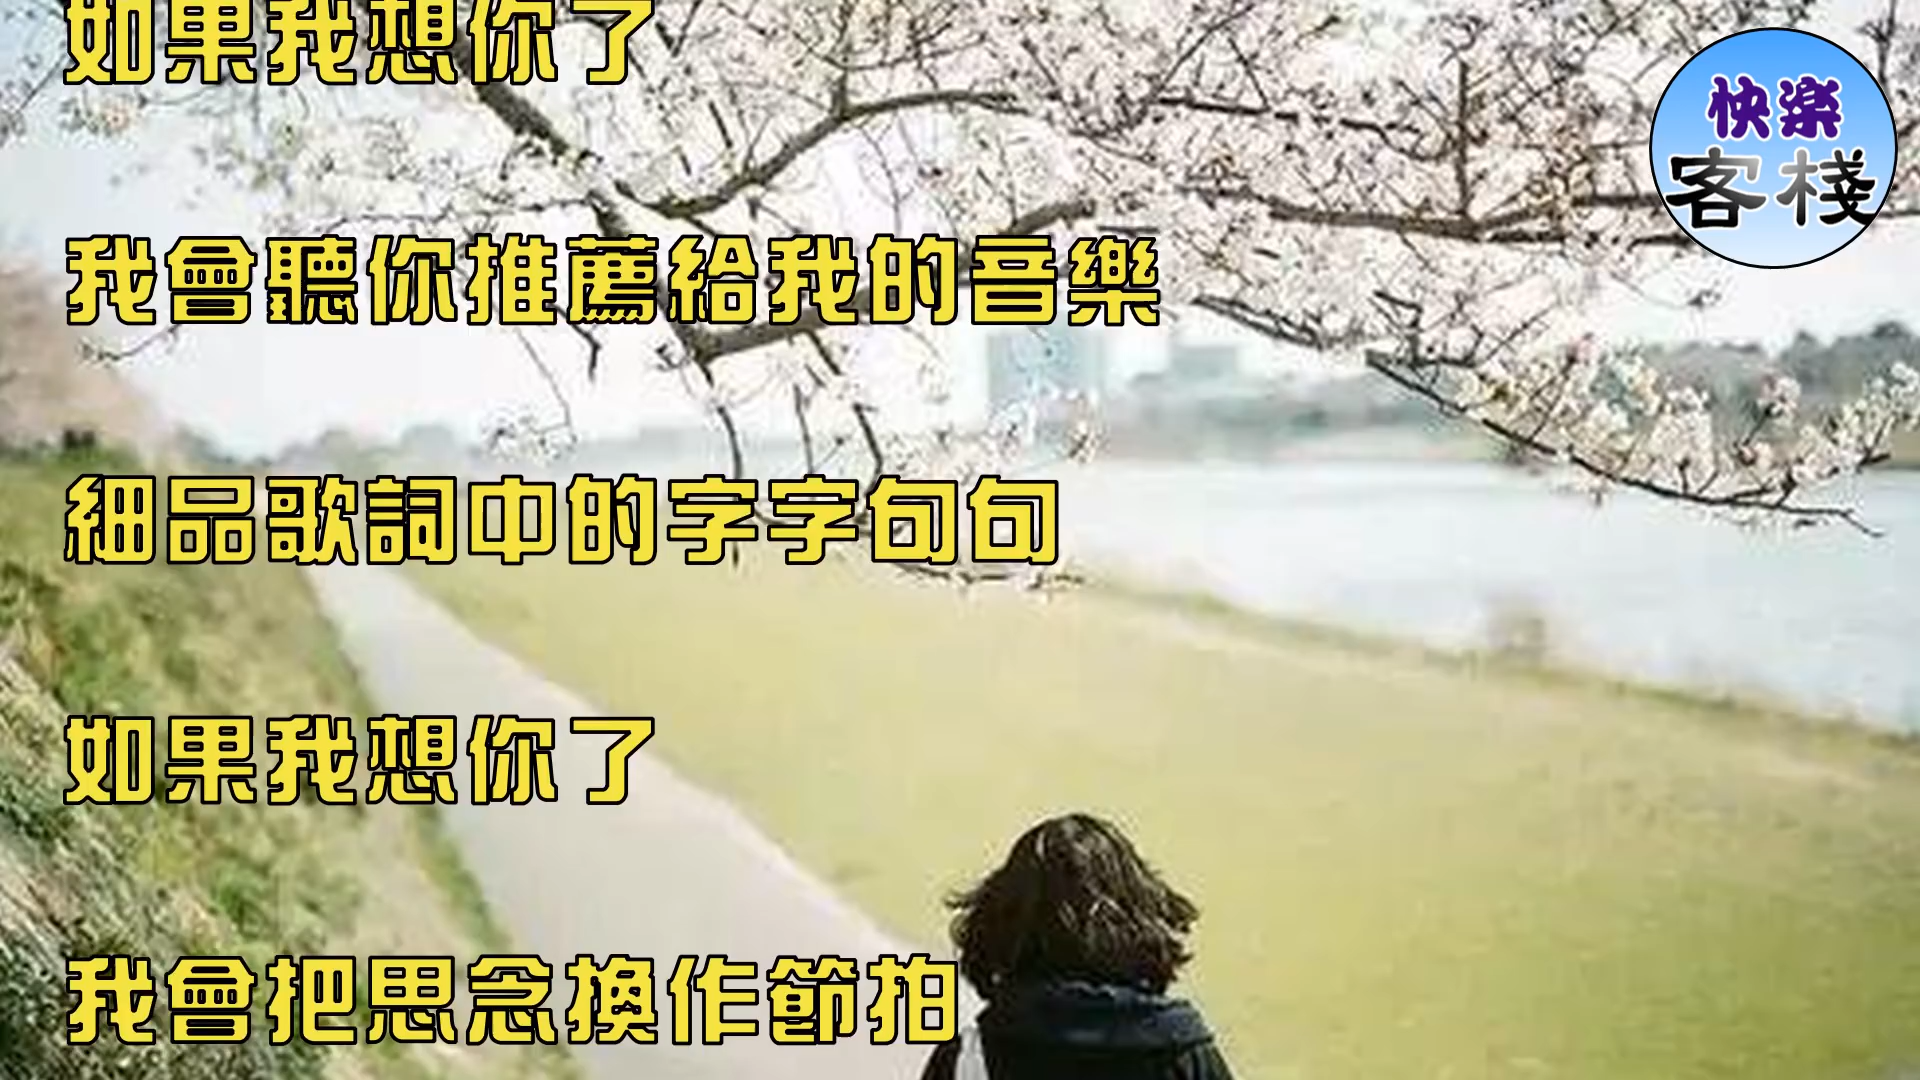 如果我想你了
快樂
客棧
我會聽你推薦給我的音樂
細品歌詞中的字字句句
如果我想你了
我會把思念換作節拍